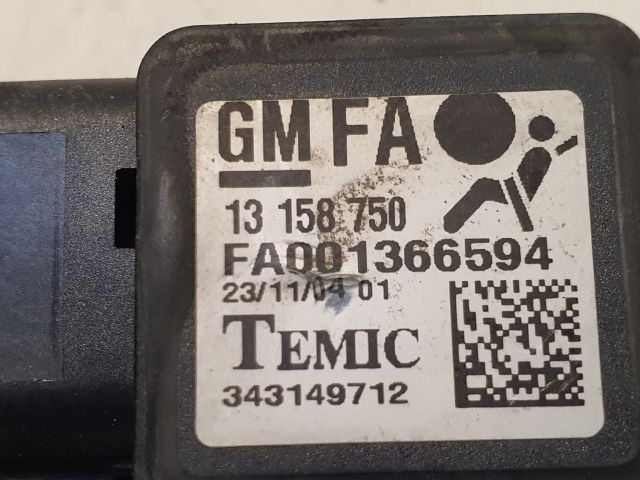 GM FA
13 158 750
FA001366594
23/11/04 01
TEMIC
343149712